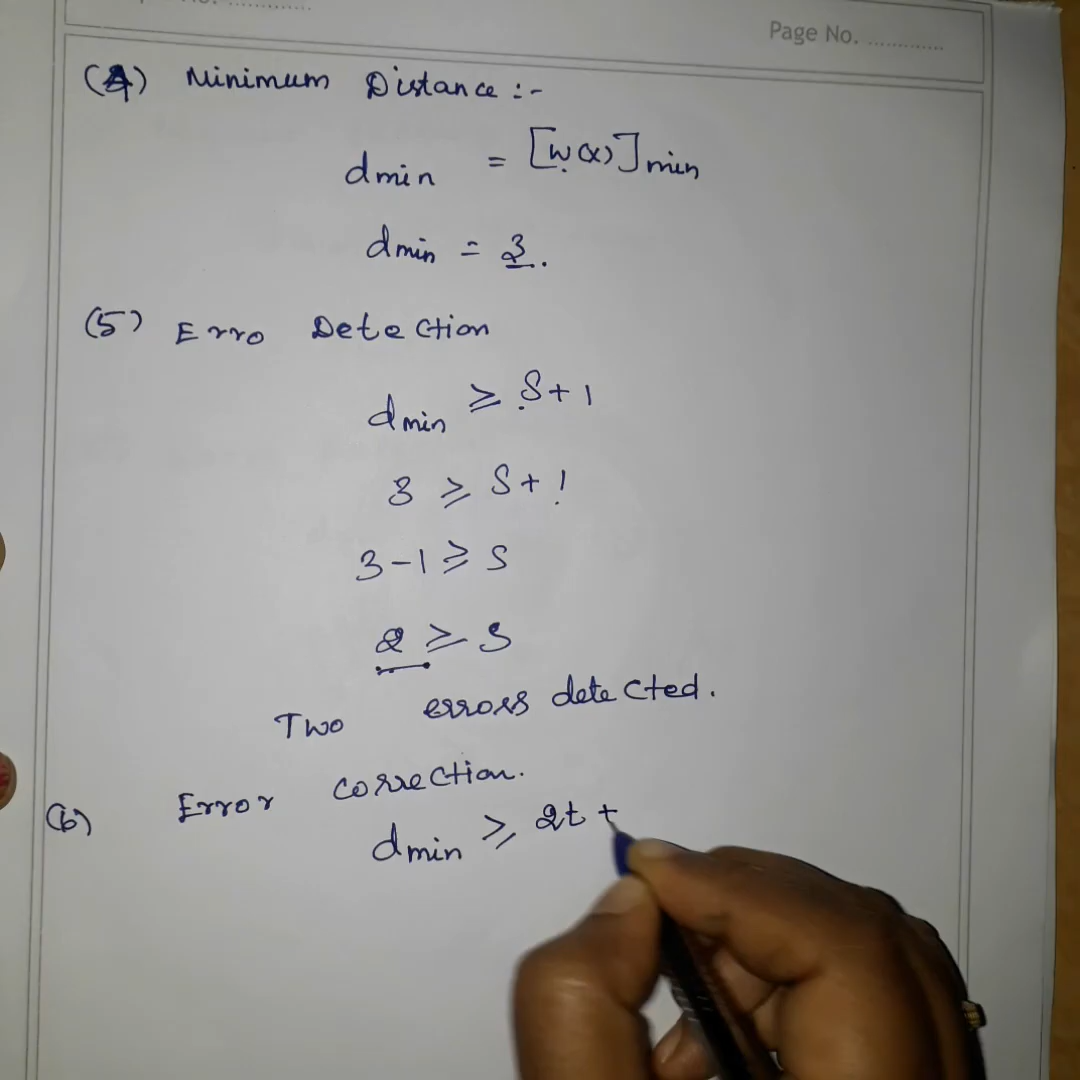 Page No. ..............
(4) Minimum Distance :-
dmin = [w(x)]min
dmin = 3.
(5) Erro Detection
dmin ≥ S+1
3 ≥ S+1
3-1 ≥ S
2 ≥ S
Two errors detected.
(6) Error correction.
dmin ≥ 2t +